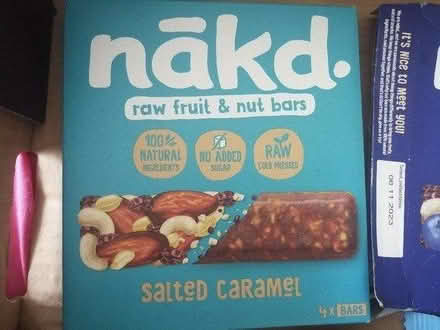 nākd.
raw fruit & nut bars
100%
NATURAL
INGREDIENTS
NO ADDED
SUGAR
RAW
COLD PRESSED
SALTED CARAMEL
4x BARS
IT'S NICE TO MEET YOU!
08 11 2023